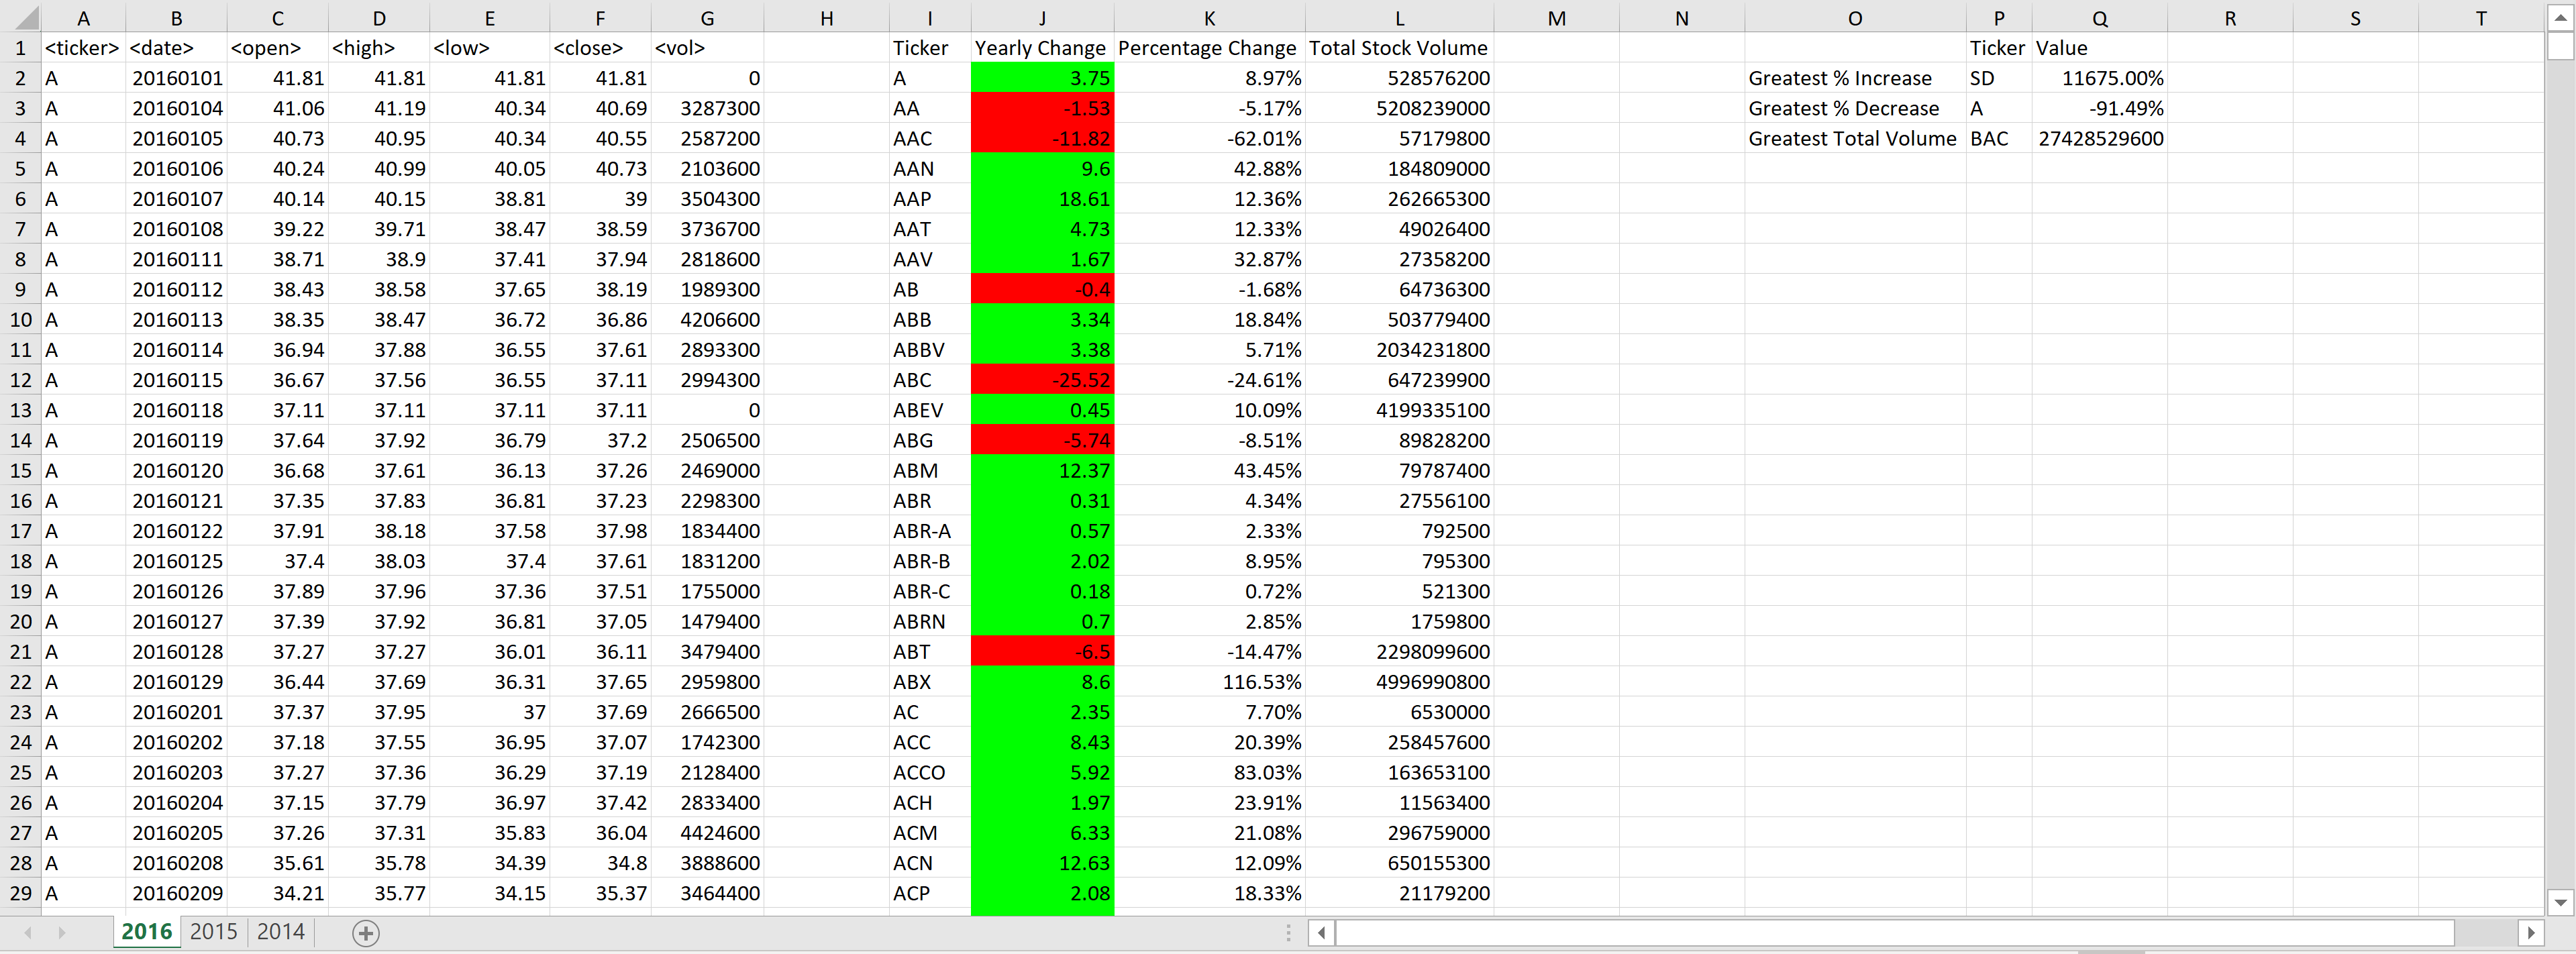 A B C D E F G H I J K L M N O P Q R S T
1 <ticker> <date> <open> <high> <low> <close> <vol> Ticker Yearly Change Percentage Change Total Stock Volume Ticker Value
2 A 20160101 41.81 41.81 41.81 41.81 0 A 3.75 8.97% 528576200 Greatest % Increase SD 11675.00%
3 A 20160104 41.06 41.19 40.34 40.69 3287300 AA -1.53 -5.17% 5208239000 Greatest % Decrease A -91.49%
4 A 20160105 40.73 40.95 40.34 40.55 2587200 AAC -11.82 -62.01% 57179800 Greatest Total Volume BAC 27428529600
5 A 20160106 40.24 40.99 40.05 40.73 2103600 AAN 9.6 42.88% 184809000
6 A 20160107 40.14 40.15 38.81 39 3504300 AAP 18.61 12.36% 262665300
7 A 20160108 39.22 39.71 38.47 38.59 3736700 AAT 4.73 12.33% 49026400
8 A 20160111 38.71 38.9 37.41 37.94 2818600 AAV 1.67 32.87% 27358200
9 A 20160112 38.43 38.58 37.65 38.19 1989300 AB -0.4 -1.68% 64736300
10 A 20160113 38.35 38.47 36.72 36.86 4206600 ABB 3.34 18.84% 503779400
11 A 20160114 36.94 37.88 36.55 37.61 2893300 ABBV 3.38 5.71% 2034231800
12 A 20160115 36.67 37.56 36.55 37.11 2994300 ABC -25.52 -24.61% 647239900
13 A 20160118 37.11 37.11 37.11 37.11 0 ABEV 0.45 10.09% 4199335100
14 A 20160119 37.64 37.92 36.79 37.2 2506500 ABG -5.74 -8.51% 89828200
15 A 20160120 36.68 37.61 36.13 37.26 2469000 ABM 12.37 43.45% 79787400
16 A 20160121 37.35 37.83 36.81 37.23 2298300 ABR 0.31 4.34% 27556100
17 A 20160122 37.91 38.18 37.58 37.98 1834400 ABR-A 0.57 2.33% 792500
18 A 20160125 37.4 38.03 37.4 37.61 1831200 ABR-B 2.02 8.95% 795300
19 A 20160126 37.89 37.96 37.36 37.51 1755000 ABR-C 0.18 0.72% 521300
20 A 20160127 37.39 37.92 36.81 37.05 1479400 ABRN 0.7 2.85% 1759800
21 A 20160128 37.27 37.27 36.01 36.11 3479400 ABT -6.5 -14.47% 2298099600
22 A 20160129 36.44 37.69 36.31 37.65 2959800 ABX 8.6 116.53% 4996990800
23 A 20160201 37.37 37.95 37 37.69 2666500 AC 2.35 7.70% 6530000
24 A 20160202 37.18 37.55 36.95 37.07 1742300 ACC 8.43 20.39% 258457600
25 A 20160203 37.27 37.36 36.29 37.19 2128400 ACCO 5.92 83.03% 163653100
26 A 20160204 37.15 37.79 36.97 37.42 2833400 ACH 1.97 23.91% 11563400
27 A 20160205 37.26 37.31 35.83 36.04 4424600 ACM 6.33 21.08% 296759000
28 A 20160208 35.61 35.78 34.39 34.8 3888600 ACN 12.63 12.09% 650155300
29 A 20160209 34.21 35.77 34.15 35.37 3464400 ACP 2.08 18.33% 21179200
2016 2015 2014